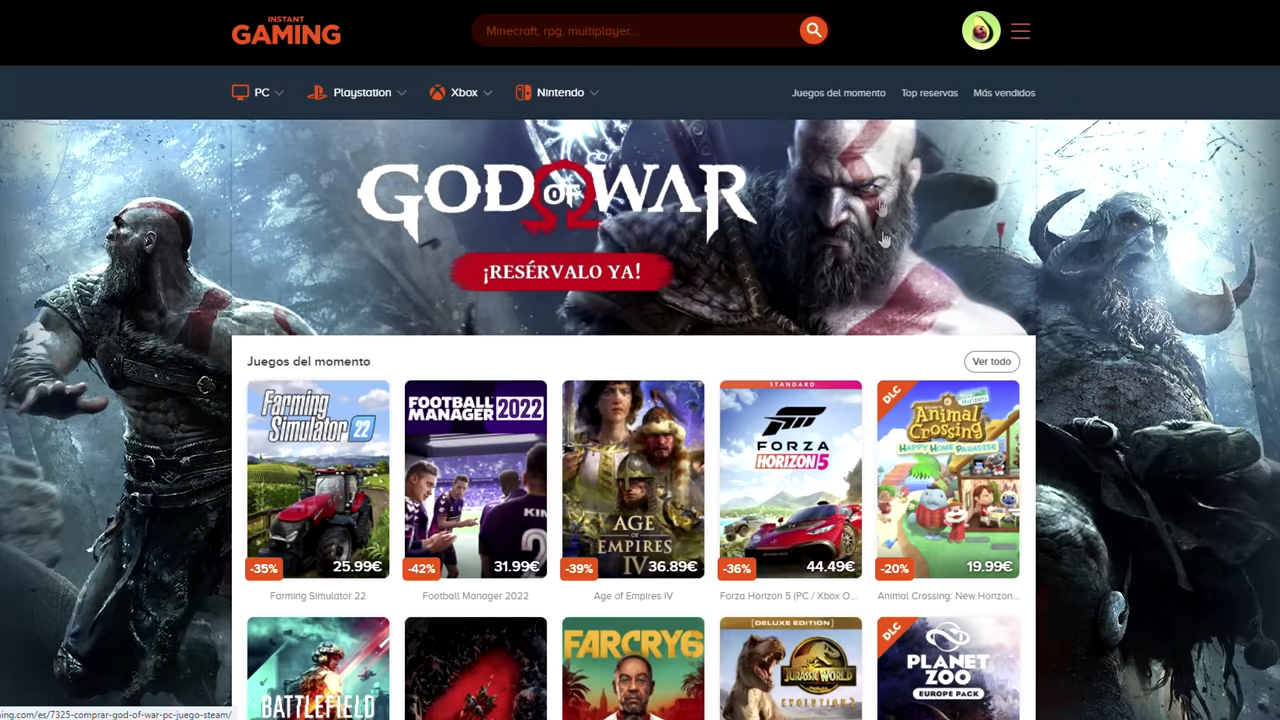 INSTANT
GAMING
Minecraft, rpg, multiplayer...
PC
Playstation
Xbox
Nintendo
Juegos del momento
Top reservas
Más vendidos
GOD OF WAR
¡RESÉRVALO YA!
Juegos del momento
Ver todo
Farming
Simulator 22
-35%
25.99€
Farming Simulator 22
FOOTBALL
MANAGER 2022
-42%
31.99€
Football Manager 2022
AGE
OF
EMPIRES
IV
-39%
36.89€
Age of Empires IV
STANDARD
FORZA
HORIZON 5
-36%
44.49€
Forza Horizon 5 (PC / Xbox O...
DLC
Animal
Crossing
HAPPY HOME PARADISE
-20%
19.99€
Animal Crossing: New Horizon...
BATTLEFIELD
FARCRY6
DELUXE EDITION
JURASSIC WORLD
EVOLUTION 2
DLC
PLANET
ZOO
EUROPE PACK
ning.com/es/7325-comprar-god-of-war-pc-juego-steam/